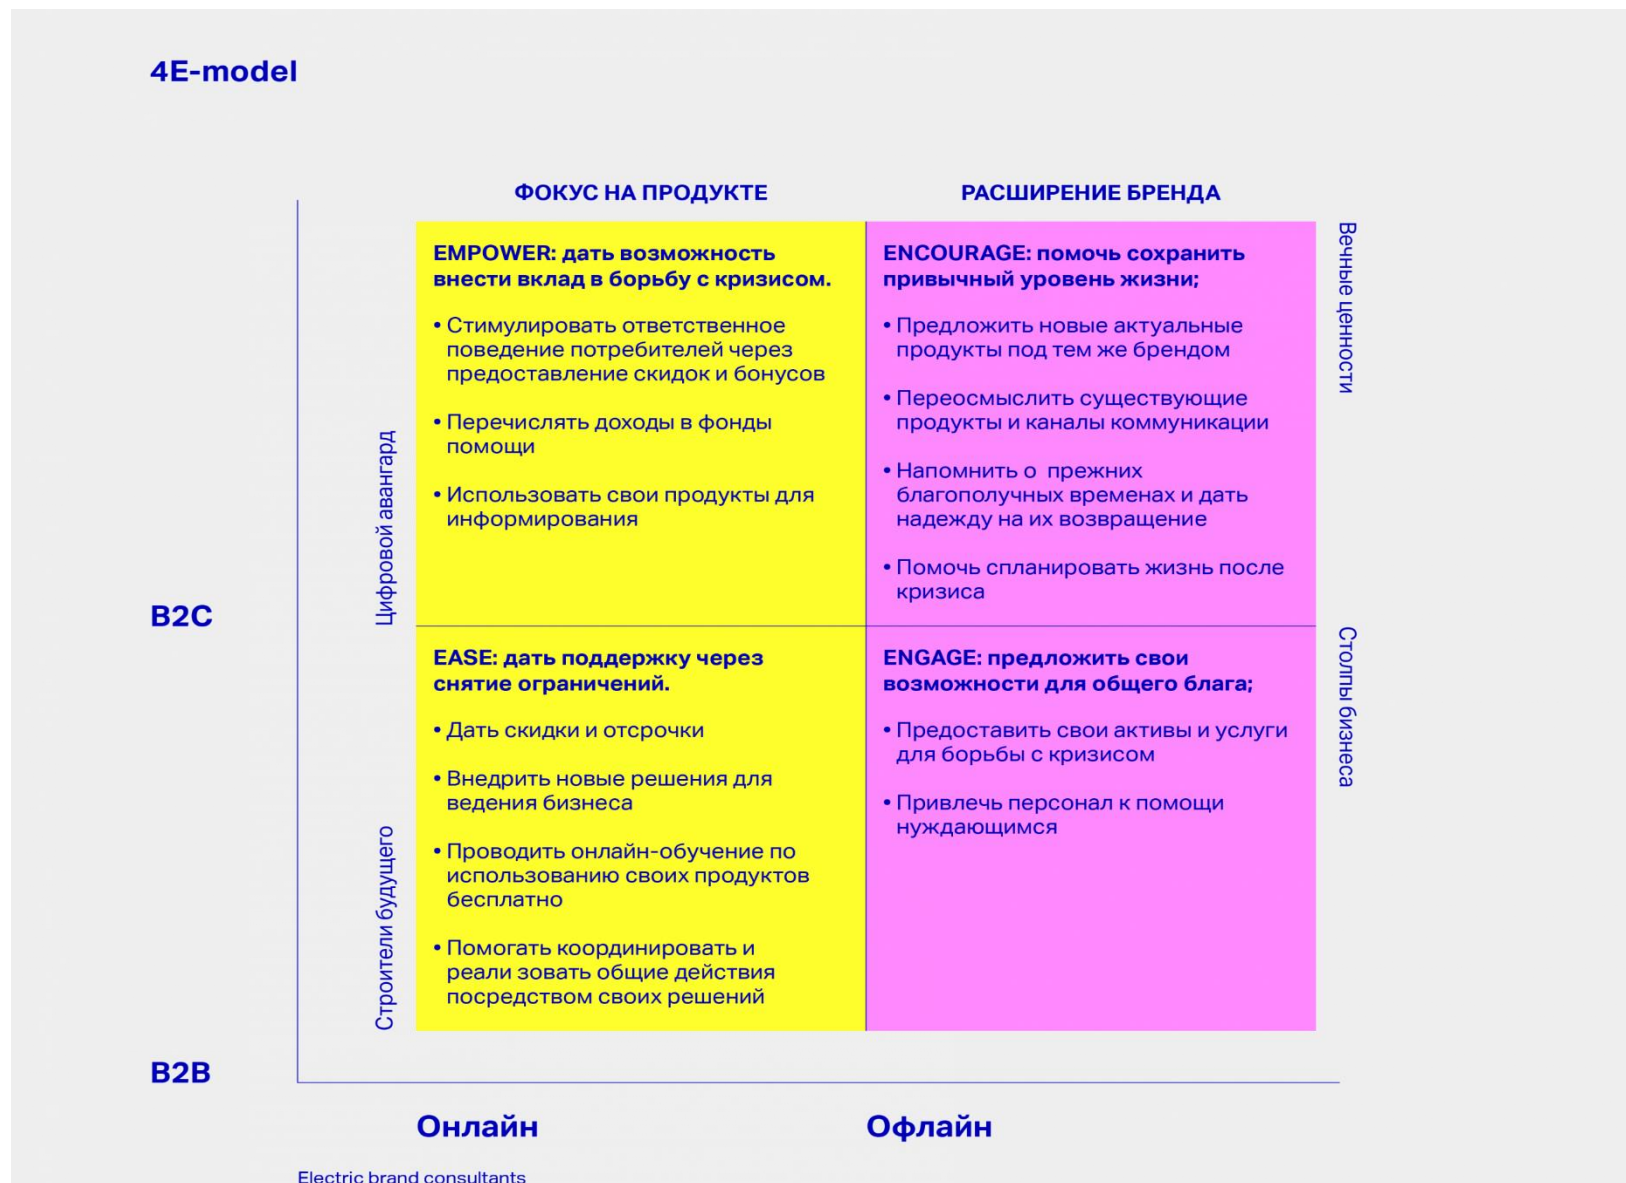 4E-model
ФОКУС НА ПРОДУКТЕ
РАСШИРЕНИЕ БРЕНДА
EMPOWER: дать возможность
внести вклад в борьбу с кризисом.
• Стимулировать ответственное
поведение потребителей через
предоставление скидок и бонусов
• Перечислять доходы в фонды
помощи
• Использовать свои продукты для
информирования
ENCOURAGE: помочь сохранить
привычный уровень жизни;
• Предложить новые актуальные
продукты под тем же брендом
• Переосмыслить существующие
продукты и каналы коммуникации
• Напомнить о прежних
благополучных временах и дать
надежду на их возвращение
• Помочь спланировать жизнь после
кризиса
Цифровой авангард
Вечные ценности
B2C
EASE: дать поддержку через
снятие ограничений.
• Дать скидки и отсрочки
• Внедрить новые решения для
ведения бизнеса
• Проводить онлайн-обучение по
использованию своих продуктов
бесплатно
• Помогать координировать и
реали зовать общие действия
посредством своих решений
ENGAGE: предложить свои
возможности для общего блага;
• Предоставить свои активы и услуги
для борьбы с кризисом
• Привлечь персонал к помощи
нуждающимся
Строители будущего
Столпы бизнеса
B2B
Онлайн
Офлайн
Electric brand consultants